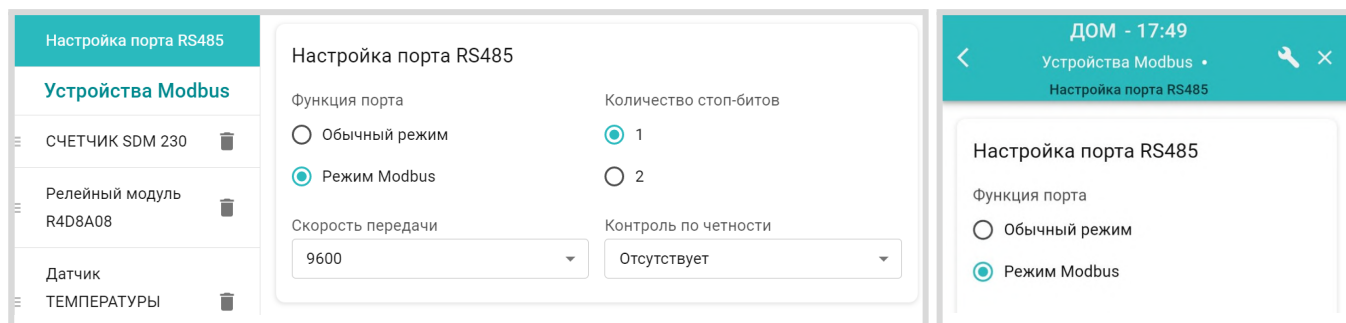 Настройка порта RS485
Устройства Modbus
СЧЕТЧИК SDM 230
Релейный модуль
R4D8A08
Датчик
ТЕМПЕРАТУРЫ
Настройка порта RS485
Функция порта
Обычный режим
Режим Modbus
Скорость передачи
9600
Количество стоп-битов
1
2
Контроль по четности
Отсутствует
ДОМ - 17:49
Устройства Modbus •
Настройка порта RS485
Настройка порта RS485
Функция порта
Обычный режим
Режим Modbus